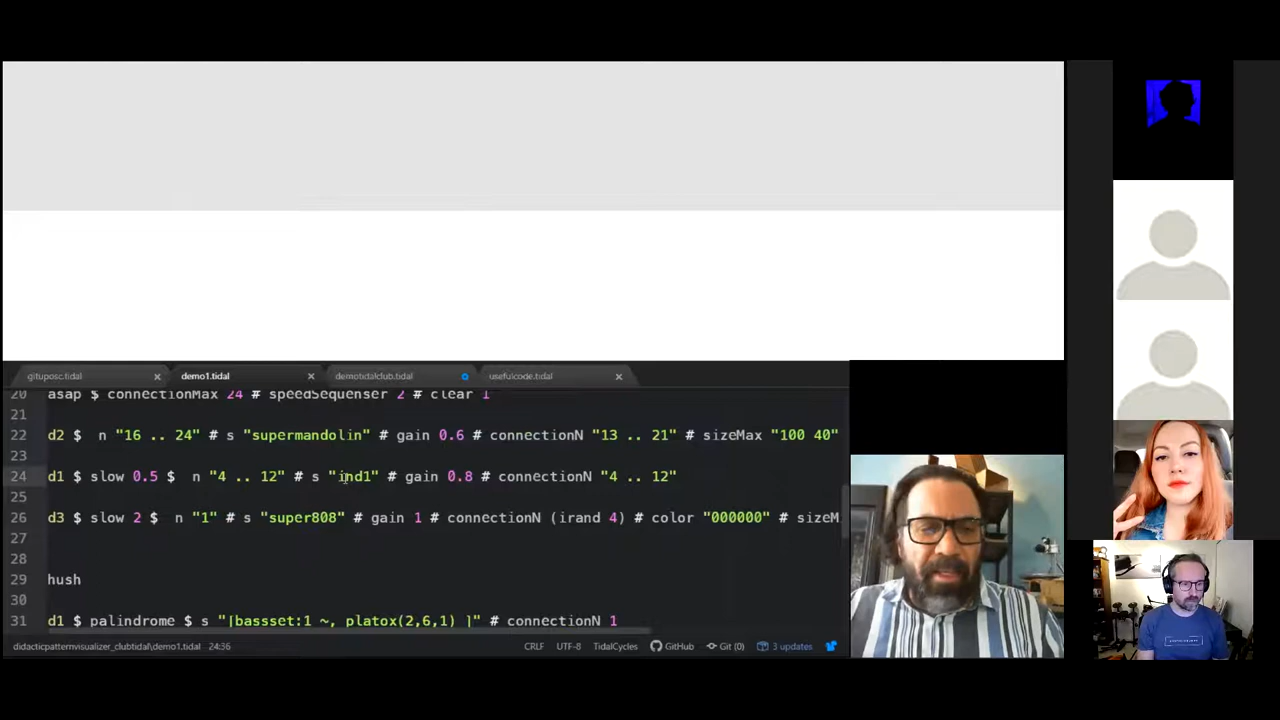 gituposc.tidal
demo1.tidal
demotidalclub.tidal
usefulcode.tidal
20 asap $ connectionMax 24 # speedSequenser 2 # clear 1
21
22 d2 $  n "16 .. 24" # s "supermandolin" # gain 0.6 # connectionN "13 .. 21" # sizeMax "100 40"
23
24 d1 $ slow 0.5 $  n "4 .. 12" # s "ind1" # gain 0.8 # connectionN "4 .. 12"
25
26 d3 $ slow 2 $  n "1" # s "super808" # gain 1 # connectionN (irand 4) # color "000000" # sizeM
27
28
29 hush
30
31 d1 $ palindrome $ s "[bassset:1 ~, platox(2,6,1) ]" # connectionN 1
didacticpatternvisualizer_clubtidal\demo1.tidal 24:36 CRLF UTF-8 TidalCycles GitHub Git (0) 3 updates